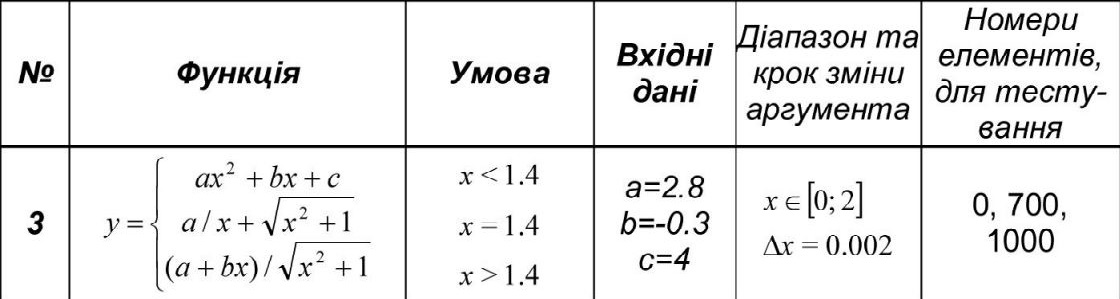 № Функція Умова Вхідні дані Діапазон та крок зміни аргумента Номери елементів, для тесту-вання
3
y = { ax² + bx + c x < 1.4
a / x + √(x² + 1) x = 1.4
(a + bx) / √(x² + 1) x > 1.4
a=2.8
b=-0.3
c=4
x ∈ [0; 2]
Δx = 0.002
0, 700,
1000